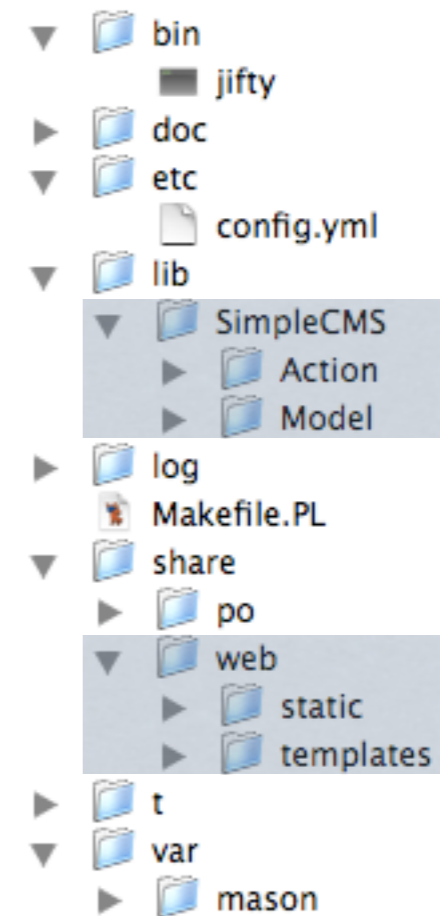 bin
jifty
doc
etc
config.yml
lib
SimpleCMS
Action
Model
log
Makefile.PL
share
po
web
static
templates
t
var
mason